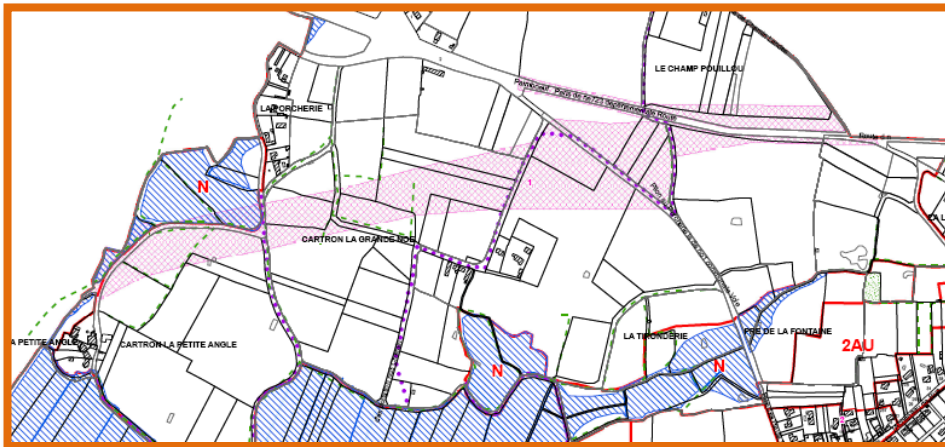 LE CHAMP POUILLOU
LA PORCHERIE
N
1
CARTRON LA GRANDE NOE
LA TIRONDERIE
PRE DE LA FONTAINE
CARTRON LA PETITE ANGLE
A PETITE ANGLE
2AU
N
N